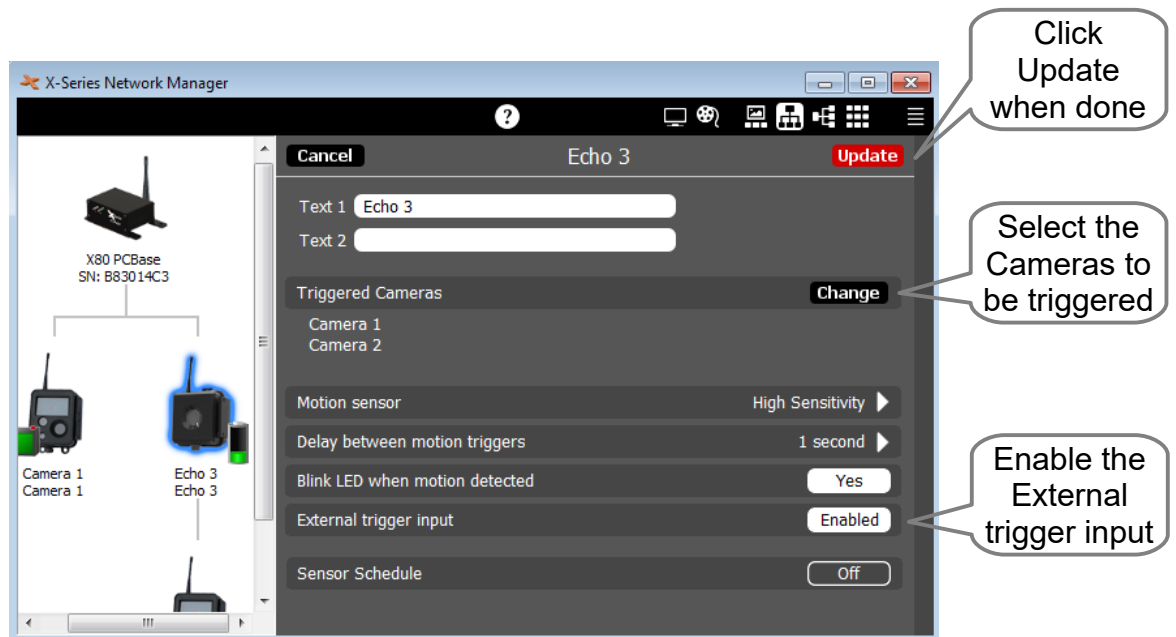 Click
Update
when done
X-Series Network Manager
?
Cancel
Echo 3
Update
Text 1
Echo 3
Text 2
X80 PCBase
SN: B83014C3
Select the
Cameras to
be triggered
Triggered Cameras
Change
Camera 1
Camera 2
Motion sensor
High Sensitivity
Delay between motion triggers
1 second
Camera 1
Camera 1
Echo 3
Echo 3
Blink LED when motion detected
Yes
External trigger input
Enabled
Enable the
External
trigger input
Sensor Schedule
Off